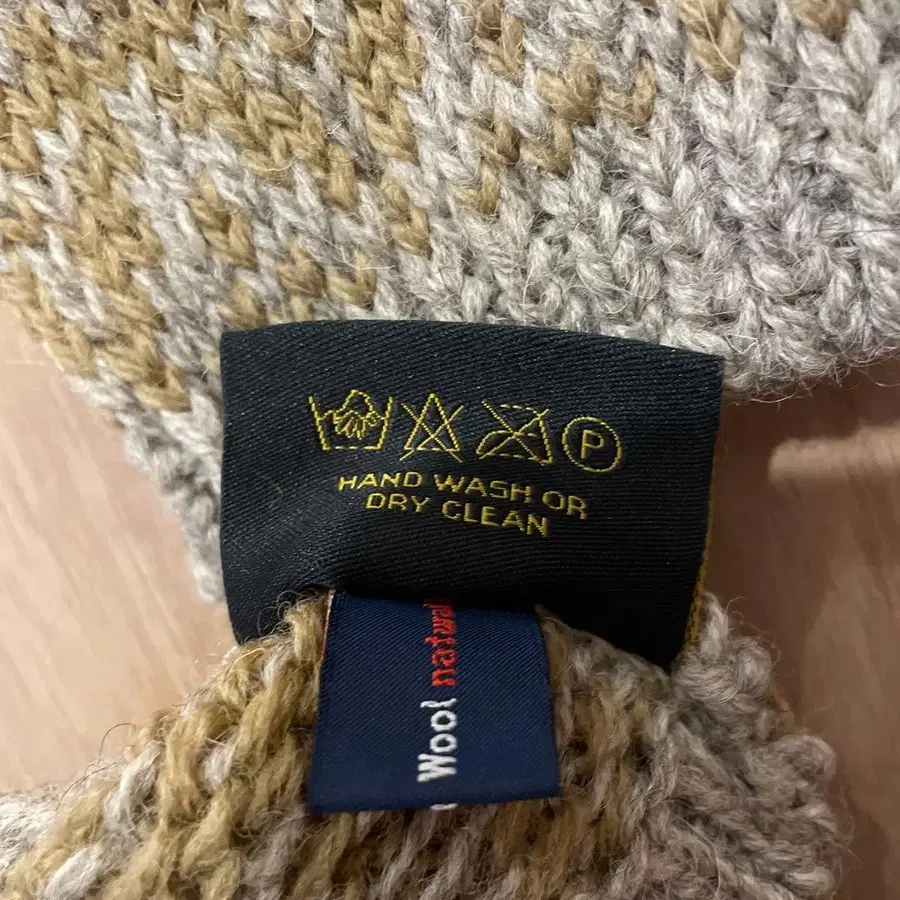 P
HAND WASH OR
DRY CLEAN
Wool natural